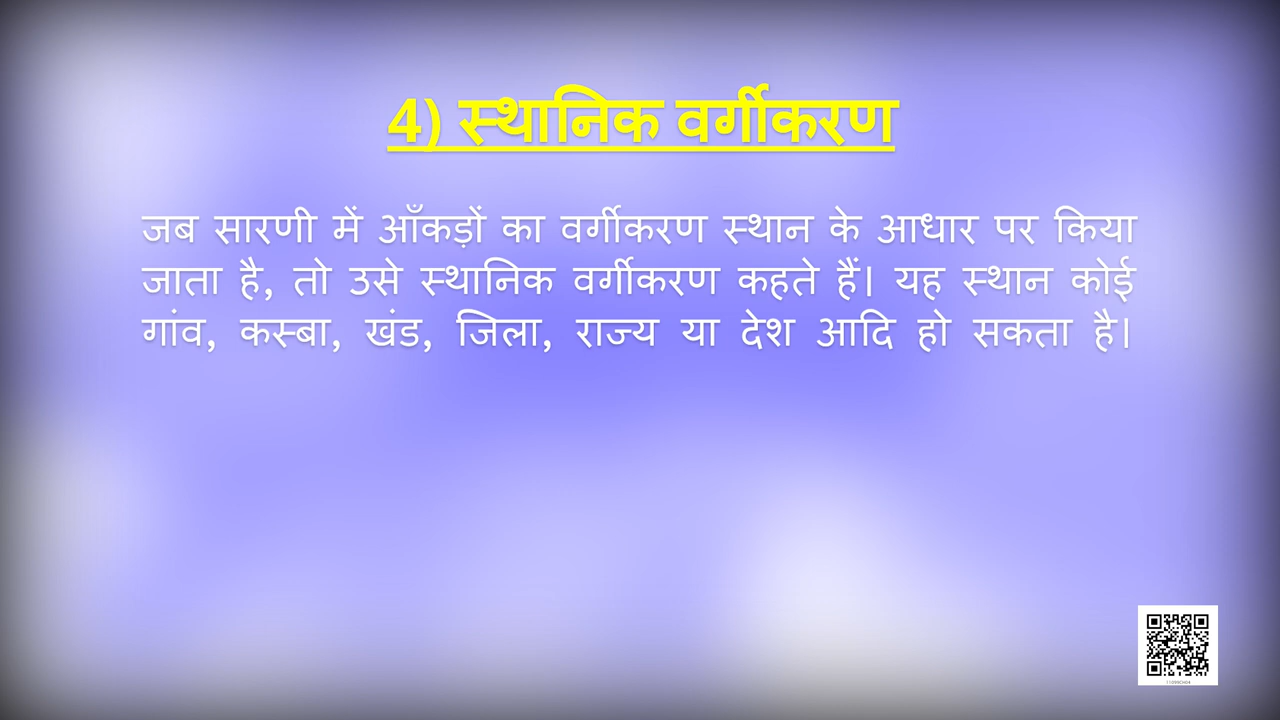 4) स्थानिक वर्गीकरण
जब सारणी में आँकड़ों का वर्गीकरण स्थान के आधार पर किया
जाता है, तो उसे स्थानिक वर्गीकरण कहते हैं। यह स्थान कोई
गांव, कस्बा, खंड, जिला, राज्य या देश आदि हो सकता है।